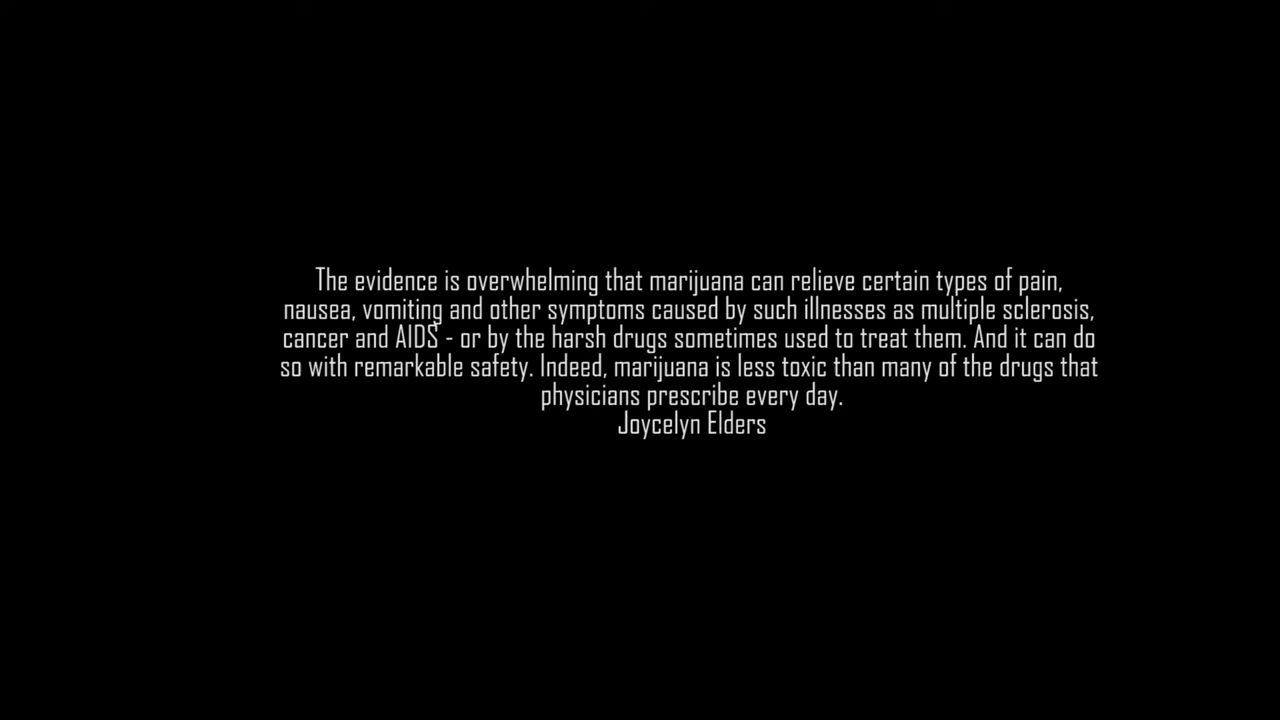 The evidence is overwhelming that marijuana can relieve certain types of pain,
nausea, vomiting and other symptoms caused by such illnesses as multiple sclerosis,
cancer and AIDS - or by the harsh drugs sometimes used to treat them. And it can do
so with remarkable safety. Indeed, marijuana is less toxic than many of the drugs that
physicians prescribe every day.
Joycelyn Elders